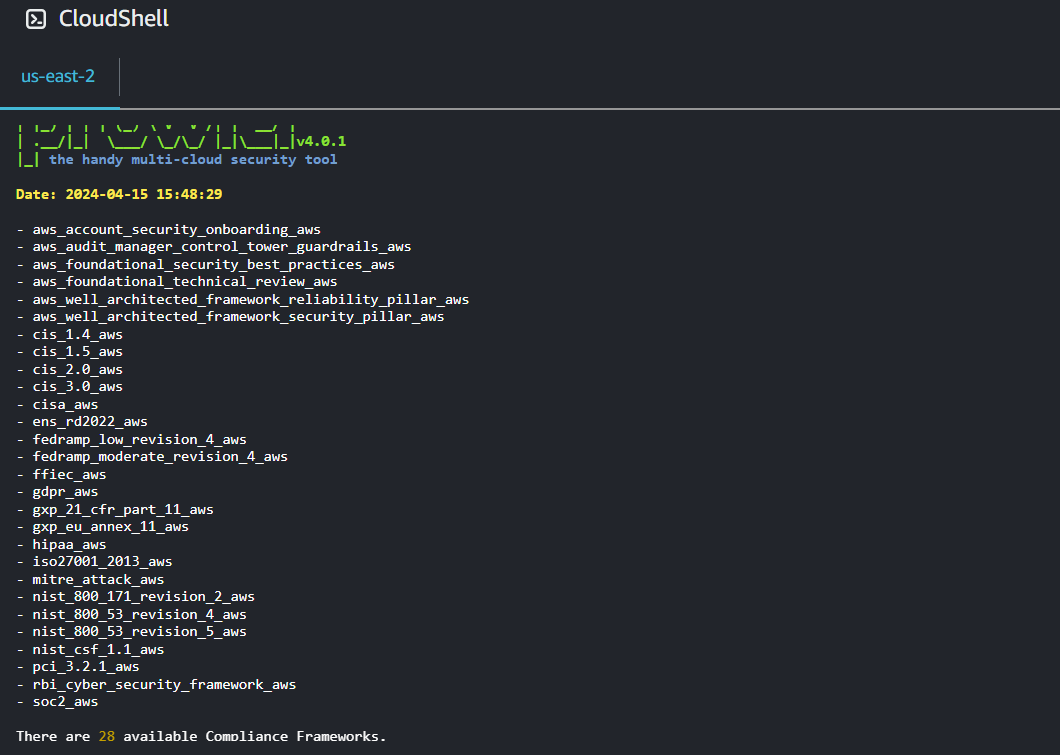 CloudShell
us-east-2
v4.0.1
the handy multi-cloud security tool
Date: 2024-04-15 15:48:29
- aws_account_security_onboarding_aws
- aws_audit_manager_control_tower_guardrails_aws
- aws_foundational_security_best_practices_aws
- aws_foundational_technical_review_aws
- aws_well_architected_framework_reliability_pillar_aws
- aws_well_architected_framework_security_pillar_aws
- cis_1.4_aws
- cis_1.5_aws
- cis_2.0_aws
- cis_3.0_aws
- cisa_aws
- ens_rd2022_aws
- fedramp_low_revision_4_aws
- fedramp_moderate_revision_4_aws
- ffiec_aws
- gdpr_aws
- gxp_21_cfr_part_11_aws
- gxp_eu_annex_11_aws
- hipaa_aws
- iso27001_2013_aws
- mitre_attack_aws
- nist_800_171_revision_2_aws
- nist_800_53_revision_4_aws
- nist_800_53_revision_5_aws
- nist_csf_1.1_aws
- pci_3.2.1_aws
- rbi_cyber_security_framework_aws
- soc2_aws
There are 28 available Compliance Frameworks.